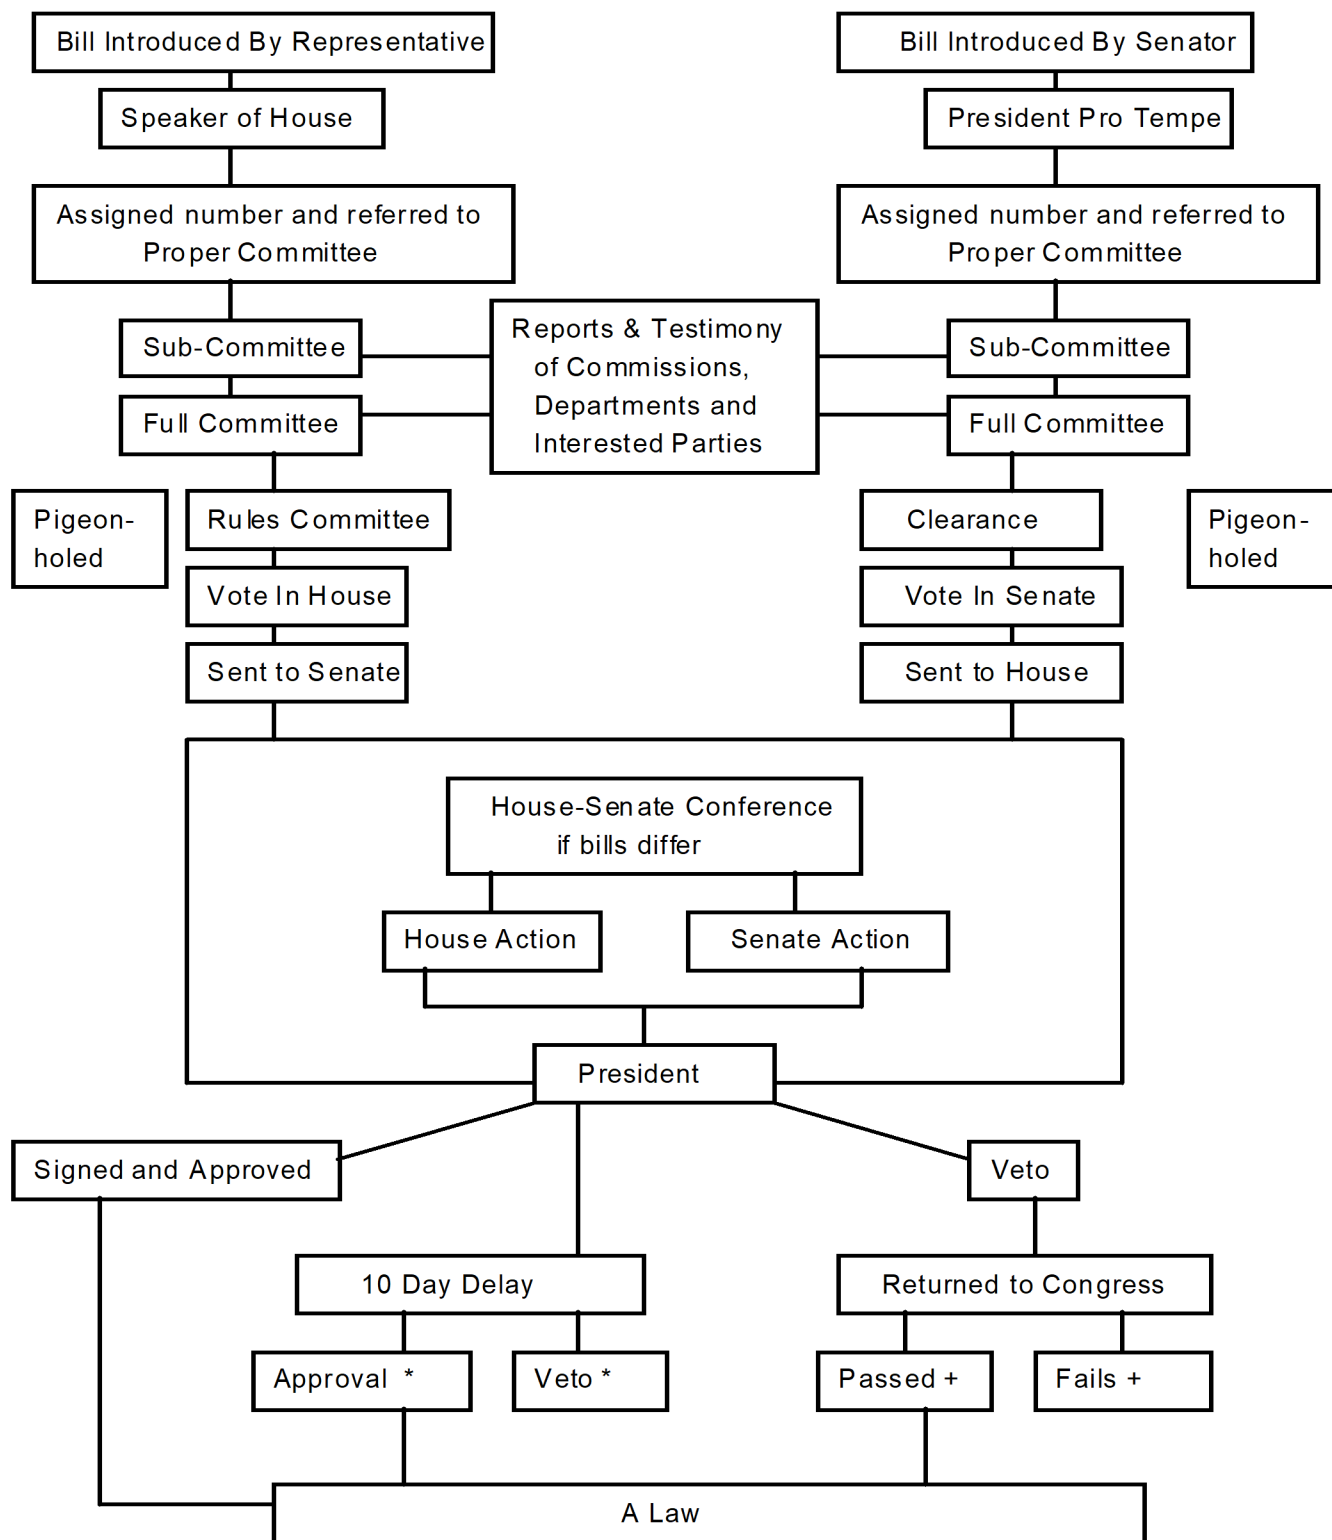 Bill Introduced By Representative
Bill Introduced By Senator
Speaker of House
President Pro Tempe
Assigned number and referred to
Proper Committee
Assigned number and referred to
Proper Committee
Reports & Testimony
of Commissions,
Departments and
Interested Parties
Sub-Committee
Sub-Committee
Full Committee
Full Committee
Pigeon-
holed
Rules Committee
Clearance
Pigeon-
holed
Vote In House
Vote In Senate
Sent to Senate
Sent to House
House-Senate Conference
if bills differ
House Action
Senate Action
President
Signed and Approved
Veto
10 Day Delay
Returned to Congress
Approval *
Veto *
Passed +
Fails +
A Law